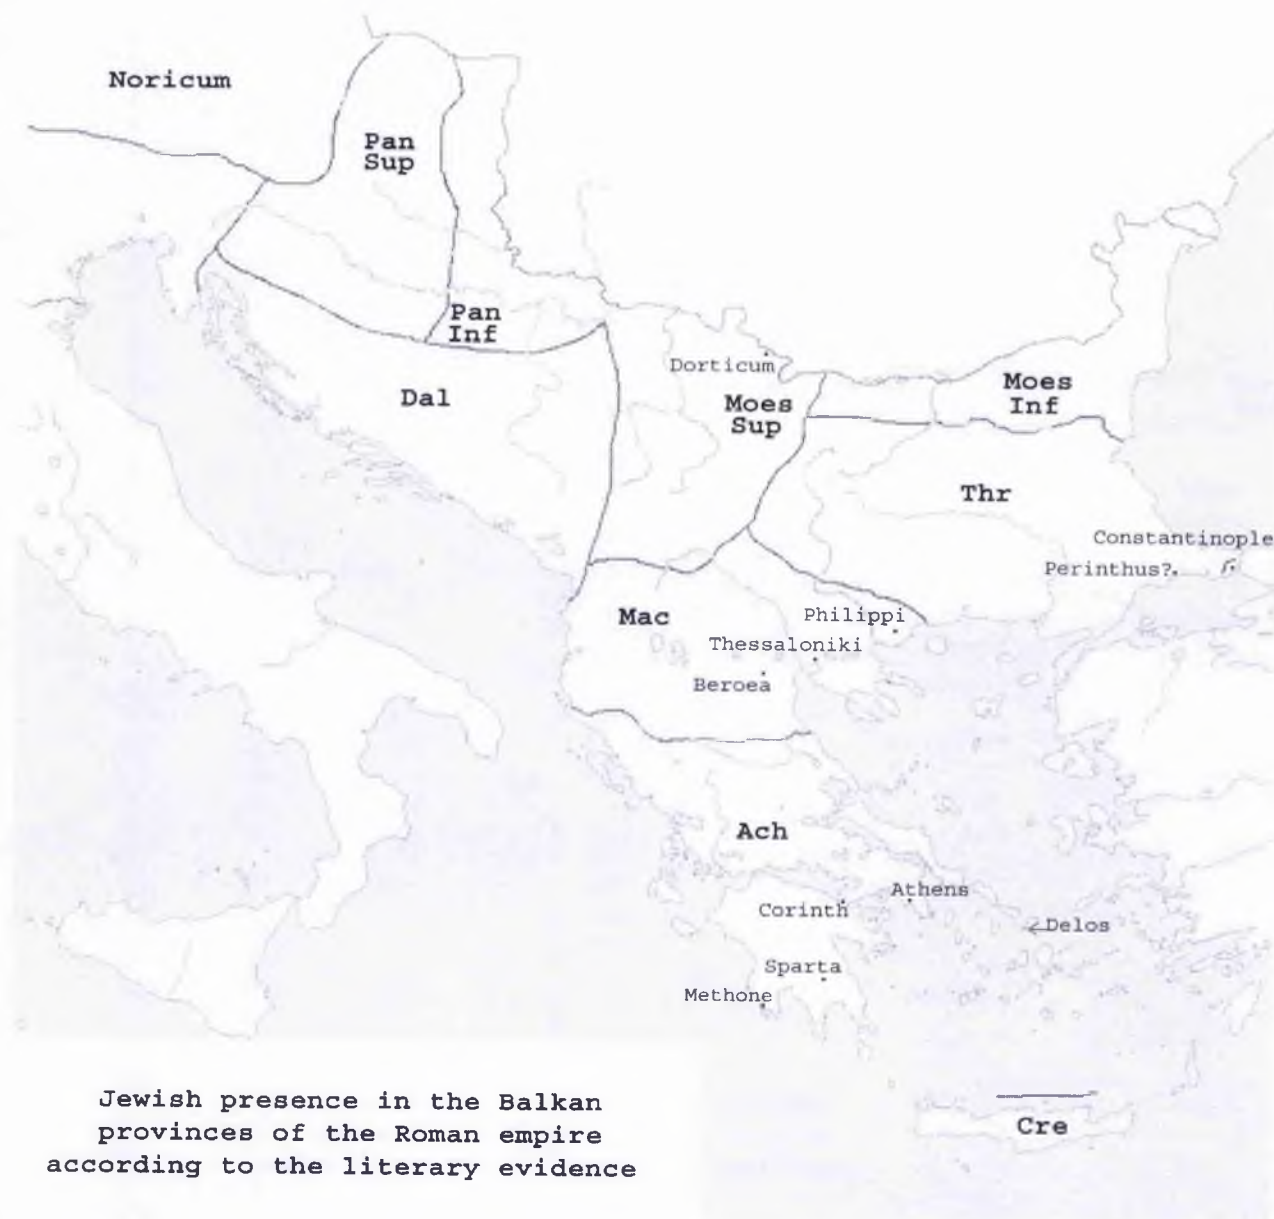 Noricum
Pan
Sup
Pan
Inf
Dorticum
Moes
Inf
Dal
Moes
Sup
Thr
Constantinople
Perinthus?
Mac
Philippi
Thessaloniki
Beroea
Ach
Athens
Corinth
Delos
Sparta
Methone
Jewish presence in the Balkan
provinces of the Roman empire
according to the literary evidence
Cre